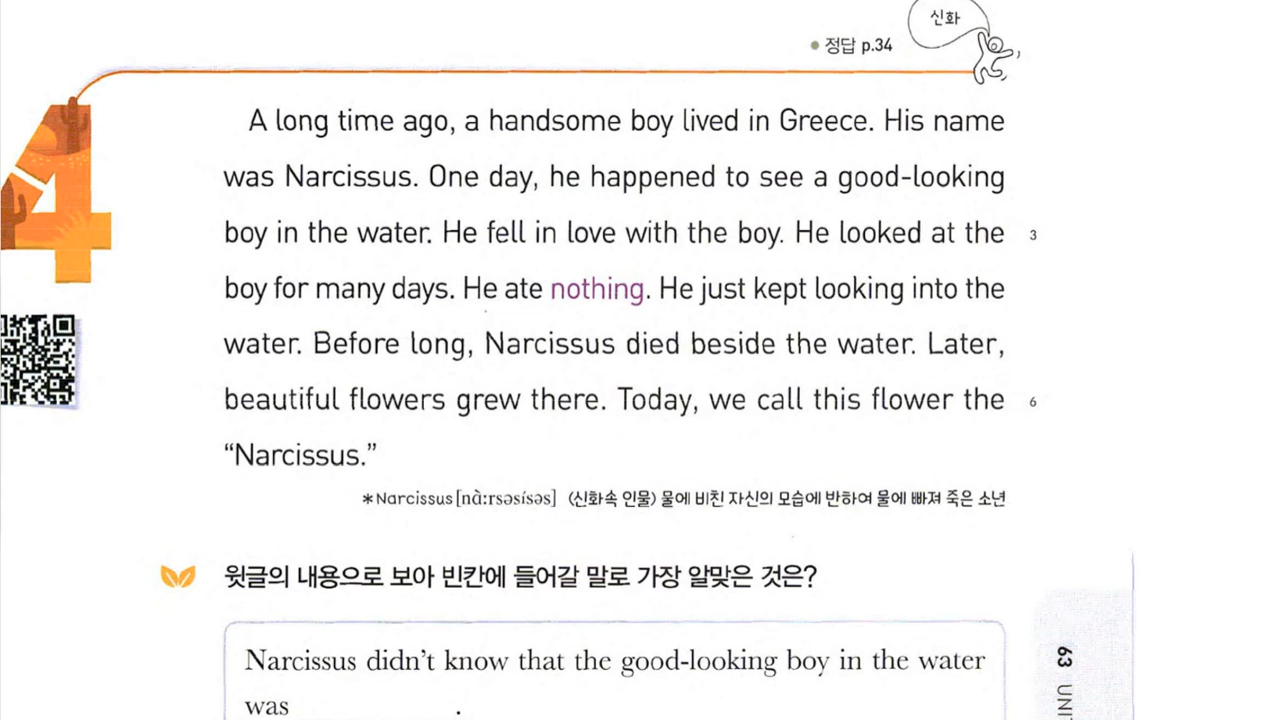 신화
정답 p.34
4
A long time ago, a handsome boy lived in Greece. His name
was Narcissus. One day, he happened to see a good-looking
boy in the water. He fell in love with the boy. He looked at the 3
boy for many days. He ate nothing. He just kept looking into the
water. Before long, Narcissus died beside the water. Later,
beautiful flowers grew there. Today, we call this flower the 6
“Narcissus.”
*Narcissus [nὰːrsəsísəs] (신화속 인물) 물에 비친 자신의 모습에 반하여 물에 빠져 죽은 소년
윗글의 내용으로 보아 빈칸에 들어갈 말로 가장 알맞은 것은?
Narcissus didn’t know that the good-looking boy in the water
was ____________.
63